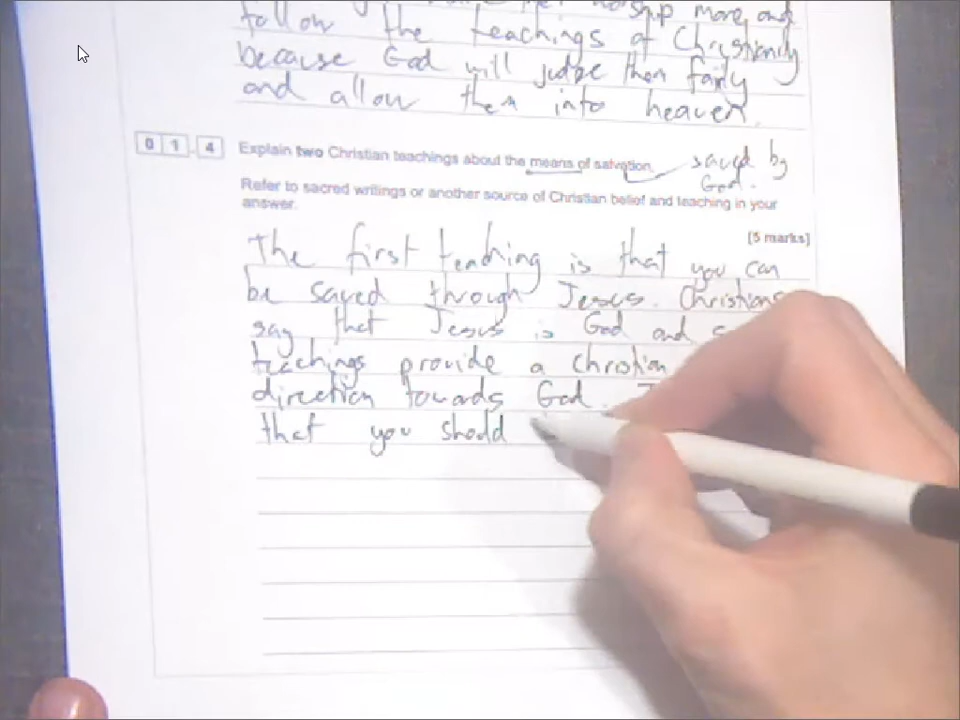 ship more, and
follow the teachings of Christianity
because God will judge them fairly
and allow them into heaven.
0 1 . 4 Explain two Christian teachings about the means of salvation. saved by
God.
Refer to sacred writings or another source of Christian belief and teaching in your
answer.
[5 marks]
The first teaching is that you can
be saved through Jesus. Christians
say that Jesus is God and
teachings provide a christian
direction towards God.
that you should